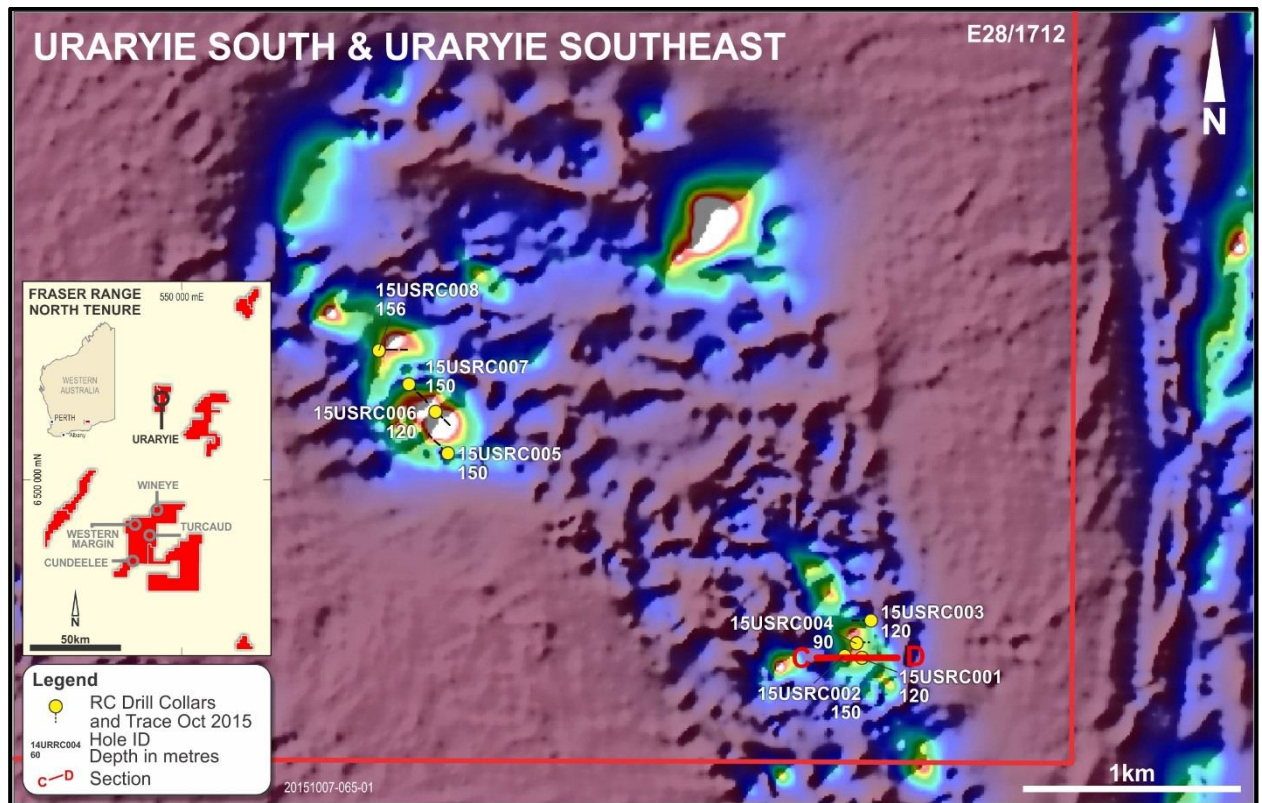 URARYIE SOUTH & URARYIE SOUTHEAST
E28/1712
N
15USRC008
156
15USRC007
150
15USRC006
120
15USRC005
150
FRASER RANGE
NORTH TENURE
550 000 mE
WESTERN
AUSTRALIA
PERTH
Albany
URARYIE
6 500 000 mN
WINEYE
WESTERN
MARGIN
TURCAUD
CUNDEELEE
N
50km
15USRC003
120
15USRC004
90
C D
15USRC001
120
15USRC002
150
Legend
RC Drill Collars
and Trace Oct 2015
14URRC004 Hole ID
60 Depth in metres
C D Section
20151007-065-01
1km